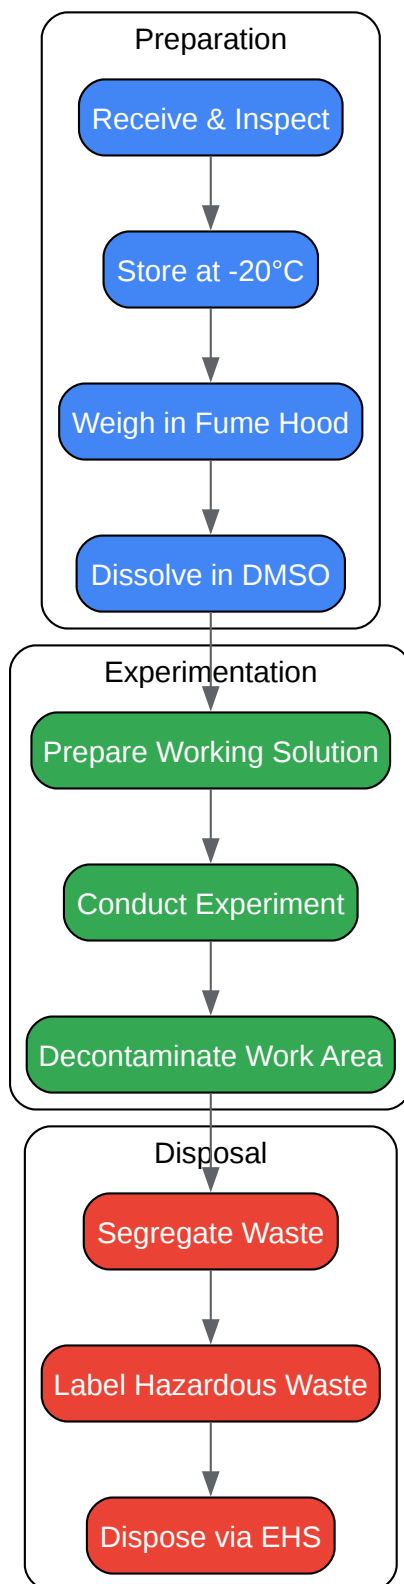 Preparation
Receive & Inspect
Store at -20°C
Weigh in Fume Hood
Dissolve in DMSO
Experimentation
Prepare Working Solution
Conduct Experiment
Decontaminate Work Area
Disposal
Segregate Waste
Label Hazardous Waste
Dispose via EHS